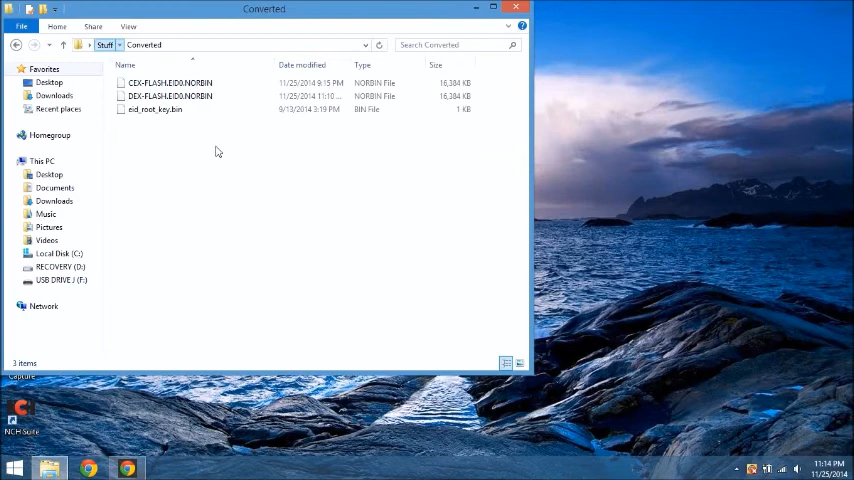 Converted
File Home Share View
Stuff Converted
Search Converted
Name Date modified Type Size
CEX-FLASH.EID0.NORBIN 11/25/2014 9:15 PM NORBIN File 16,384 KB
DEX-FLASH.EID0.NORBIN 11/25/2014 11:10 ... NORBIN File 16,384 KB
eid_root_key.bin 9/13/2014 3:19 PM BIN File 1 KB
Favorites
Desktop
Downloads
Recent places
Homegroup
This PC
Desktop
Documents
Downloads
Music
Pictures
Videos
Local Disk (C:)
RECOVERY (D:)
USB DRIVE J (F:)
Network
3 items
Capture
NCH
NCH Suite
11:14 PM
11/25/2014